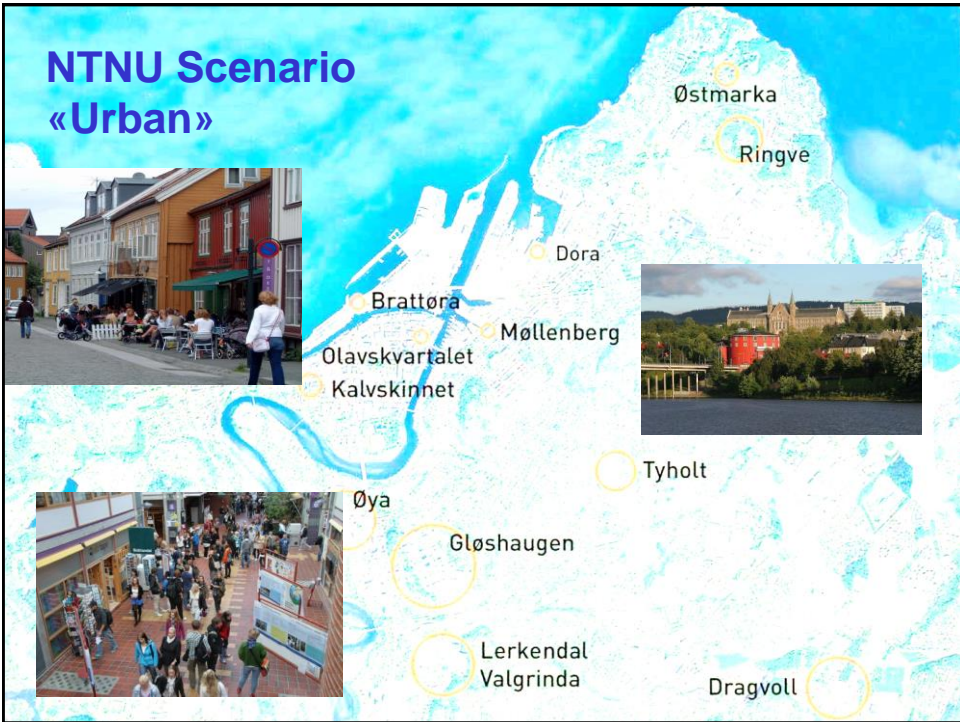 NTNU Scenario
«Urban»
Østmarka
Ringve
Dora
Brattøra
Møllenberg
Olavskvartalet
Kalvskinnet
Tyholt
Øya
Gløshaugen
Lerkendal
Valgrinda
Dragvoll